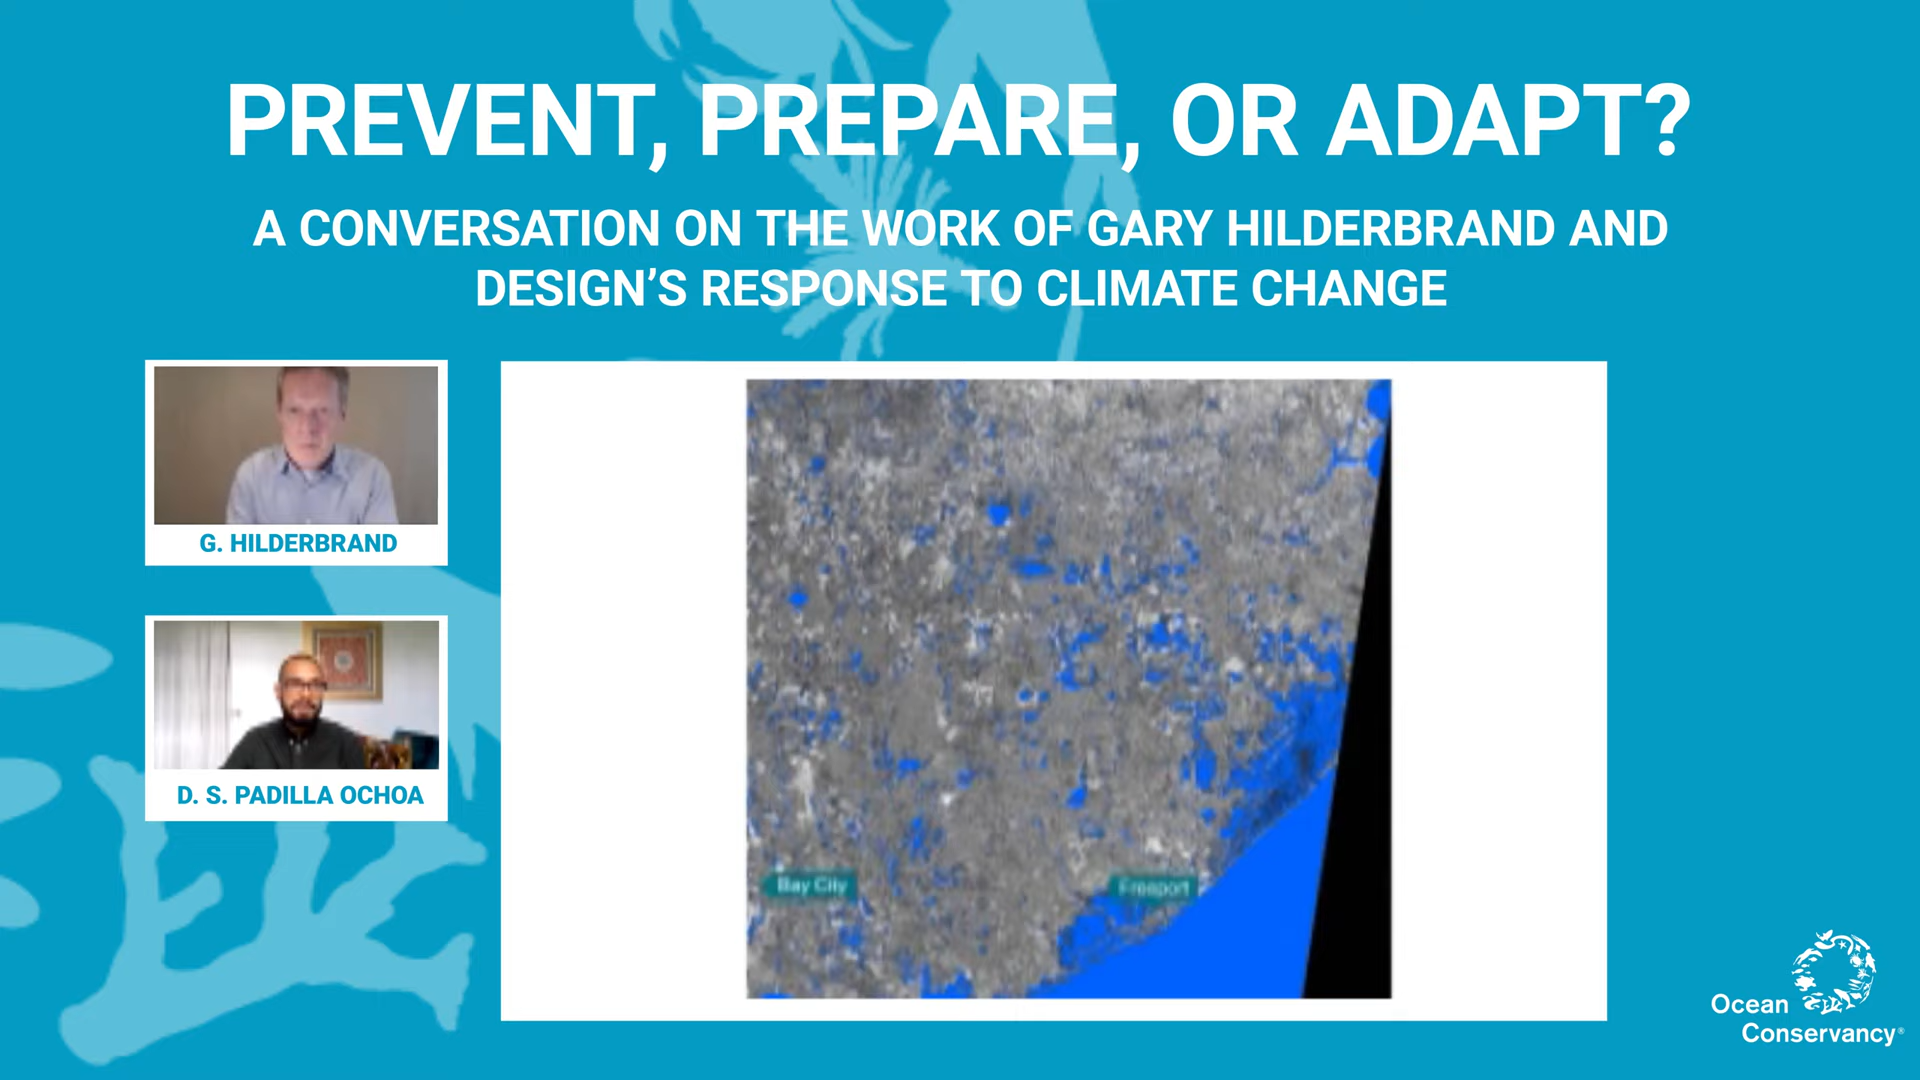 PREVENT, PREPARE, OR ADAPT?
A CONVERSATION ON THE WORK OF GARY HILDERBRAND AND
DESIGN’S RESPONSE TO CLIMATE CHANGE
G. HILDERBRAND
D. S. PADILLA OCHOA
Bay City
Freeport
Ocean
Conservancy®